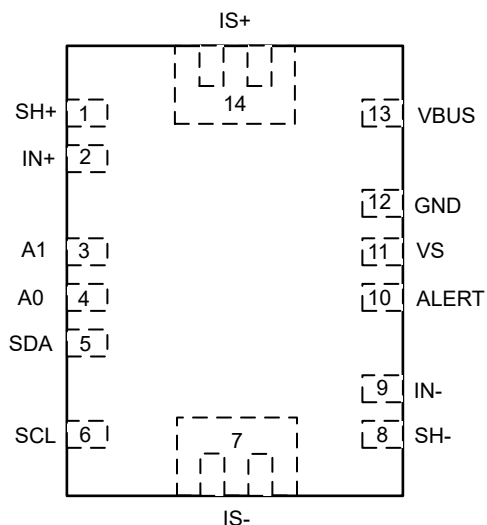 IS+
14
SH+ 1
13 VBUS
IN+ 2
12 GND
A1 3
11 VS
A0 4
10 ALERT
SDA 5
9 IN-
SCL 6
7
8 SH-
IS-